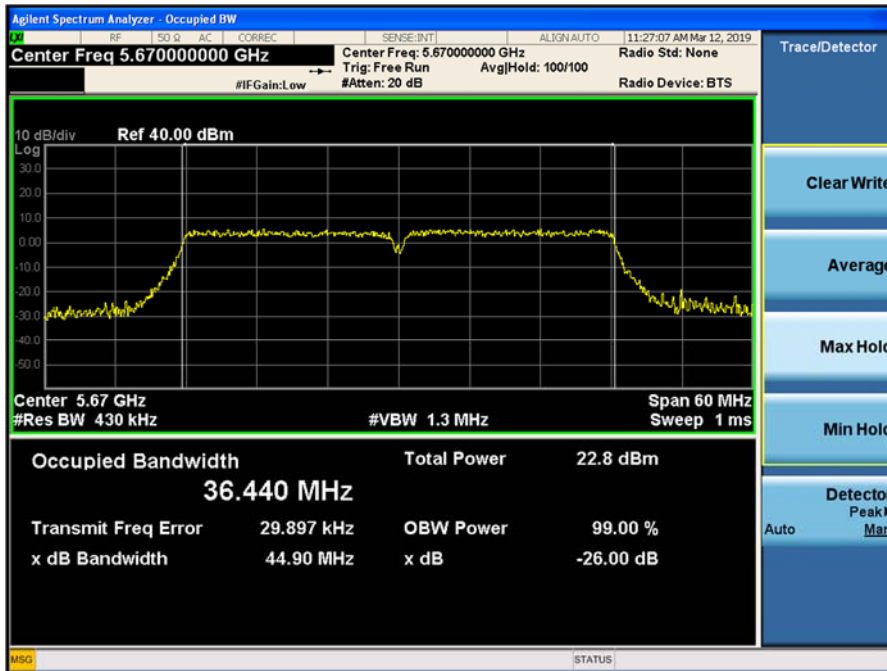 Agilent Spectrum Analyzer - Occupied BW
LXI RF 50 Ω AC CORREC SENSE:INT ALIGN AUTO 11:27:07 AM Mar 12, 2019
Center Freq 5.670000000 GHz
Center Freq: 5.670000000 GHz
Radio Std: None
Trig: Free Run Avg|Hold: 100/100
#IFGain:Low
#Atten: 20 dB
Radio Device: BTS
10 dB/div Ref 40.00 dBm
Log
30.0
20.0
10.0
0.00
-10.0
-20.0
-30.0
-40.0
-50.0
Center 5.67 GHz Span 60 MHz
#Res BW 430 kHz #VBW 1.3 MHz Sweep 1 ms
Occupied Bandwidth
36.440 MHz
Total Power 22.8 dBm
Transmit Freq Error 29.897 kHz OBW Power 99.00 %
x dB Bandwidth 44.90 MHz x dB -26.00 dB
MSG STATUS
Trace/Detector
Clear Write
Average
Max Hold
Min Hold
Detecto
Peak
Auto Man